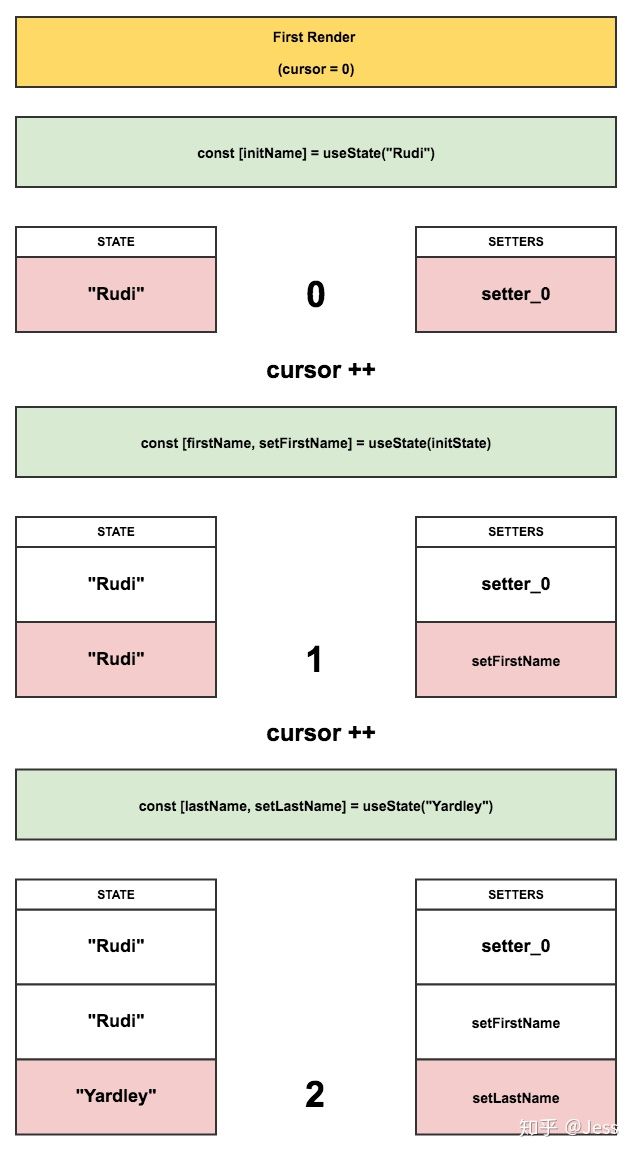 First Render
(cursor = 0)
const [initName] = useState("Rudi")
STATE
SETTERS
"Rudi"
0
setter_0
cursor ++
const [firstName, setFirstName] = useState(initState)
STATE
SETTERS
"Rudi"
setter_0
"Rudi"
1
setFirstName
cursor ++
const [lastName, setLastName] = useState("Yardley")
STATE
SETTERS
"Rudi"
setter_0
"Rudi"
setFirstName
"Yardley"
2
setLastName
知乎 @Jess